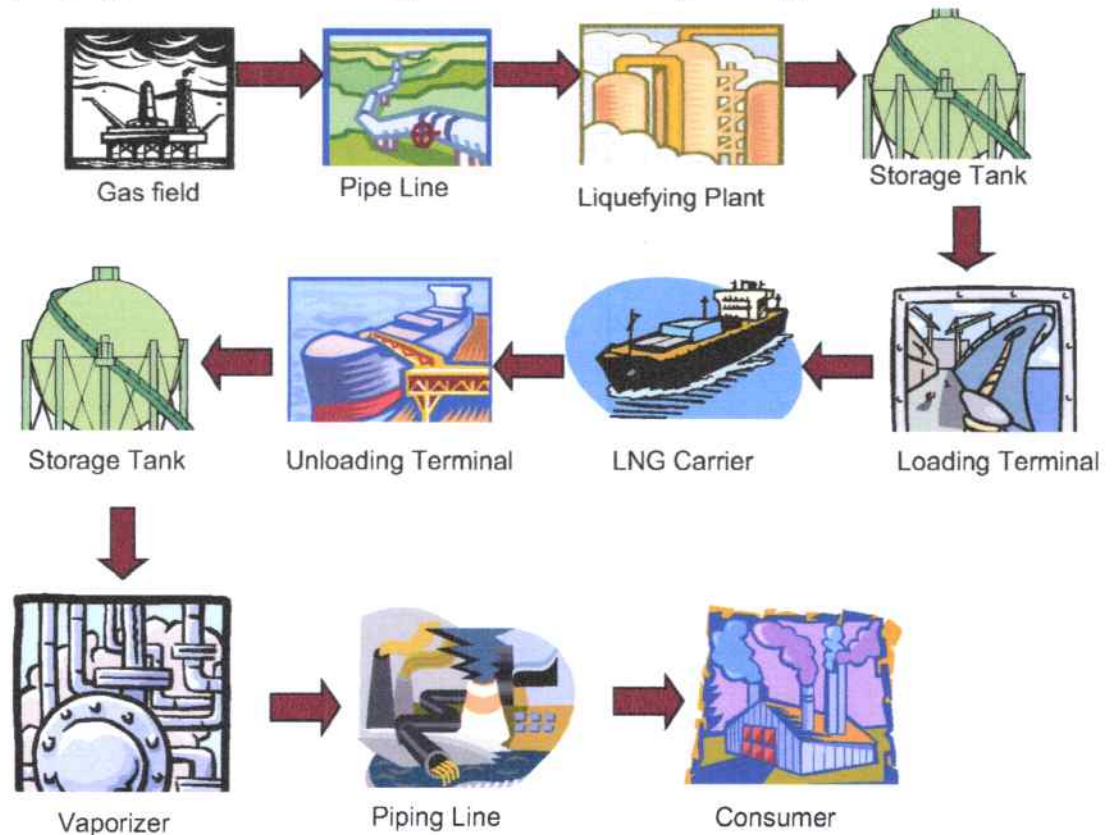 Gas field
Pipe Line
Liquefying Plant
Storage Tank
Loading Terminal
LNG Carrier
Unloading Terminal
Storage Tank
Vaporizer
Piping Line
Consumer